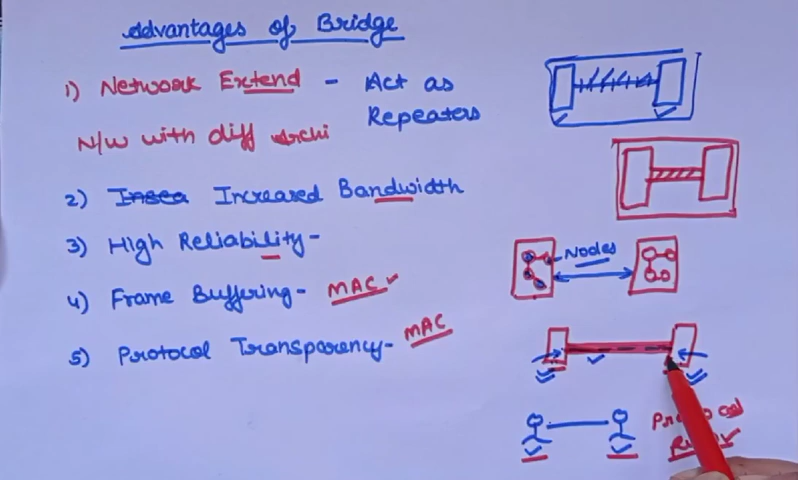 Advantages of Bridge
1) Network Extend - Act as Repeaters
N/W with diff Archi
2) Increased Bandwidth
3) High Reliability -
4) Frame Buffering - MAC ✓
5) Protocol Transparency - MAC
Nodes